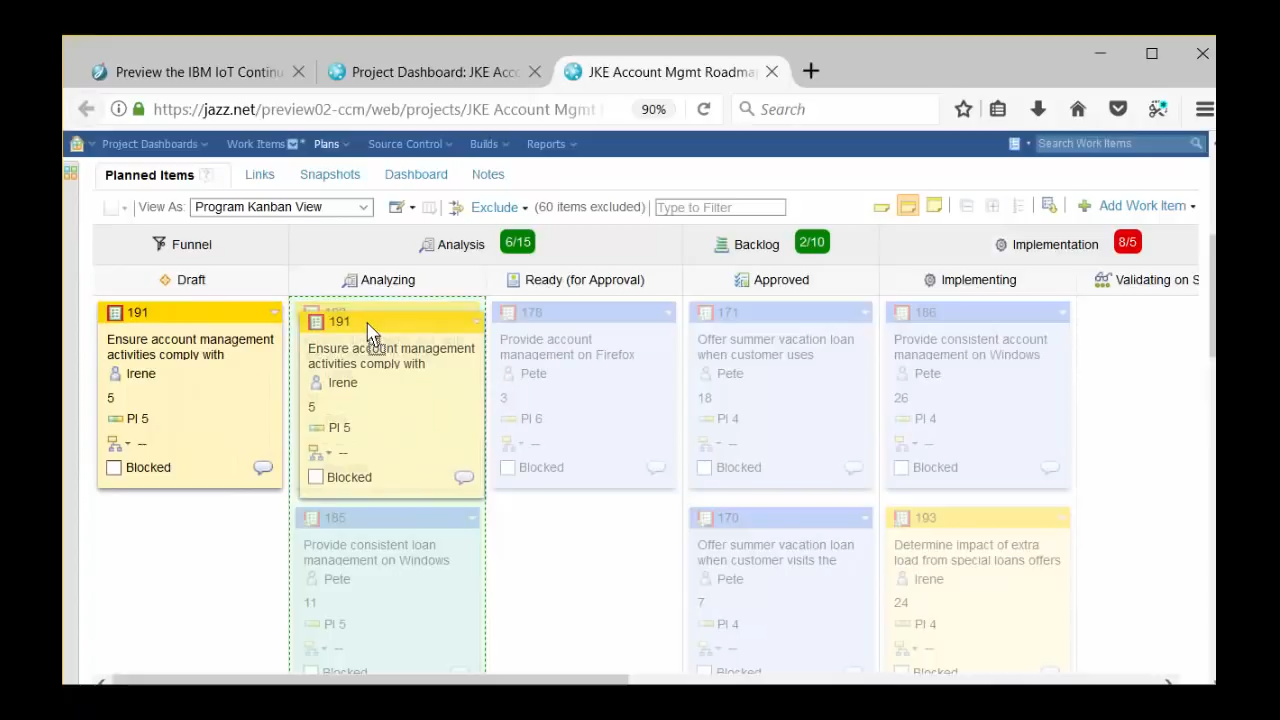 Preview the IBM IoT Continu
Project Dashboard: JKE Acco
JKE Account Mgmt Roadma
https://jazz.net/preview02-ccm/web/projects/JKE Account Mgmt
90%
Search
Project Dashboards
Work Items
Plans
Source Control
Builds
Reports
Search Work Items
Planned Items
Links
Snapshots
Dashboard
Notes
View As:
Program Kanban View
Exclude
(60 items excluded)
Type to Filter
Add Work Item
Funnel
Analysis
6/15
Backlog
2/10
Implementation
8/5
Draft
Analyzing
Ready (for Approval)
Approved
Implementing
Validating on S
191
Ensure account management
activities comply with
Irene
5
PI 5
--
Blocked
191
Ensure account management
activities comply with
Irene
5
PI 5
--
Blocked
185
Provide consistent loan
management on Windows
Pete
11
PI 5
--
Blocked
178
Provide account
management on Firefox
Pete
3
PI 6
--
Blocked
171
Offer summer vacation loan
when customer uses
Pete
18
PI 4
--
Blocked
170
Offer summer vacation loan
when customer visits the
Pete
7
PI 4
--
Blocked
186
Provide consistent account
management on Windows
Pete
26
PI 4
--
Blocked
193
Determine impact of extra
load from special loans offers
Irene
24
PI 4
--
Blocked